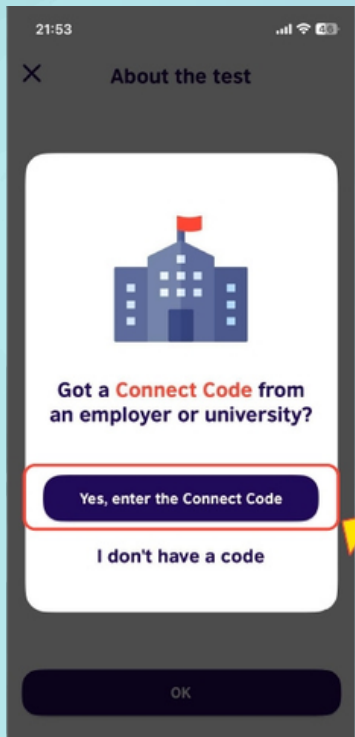 21:53
About the test
Got a Connect Code from
an employer or university?
Yes, enter the Connect Code
I don't have a code
OK